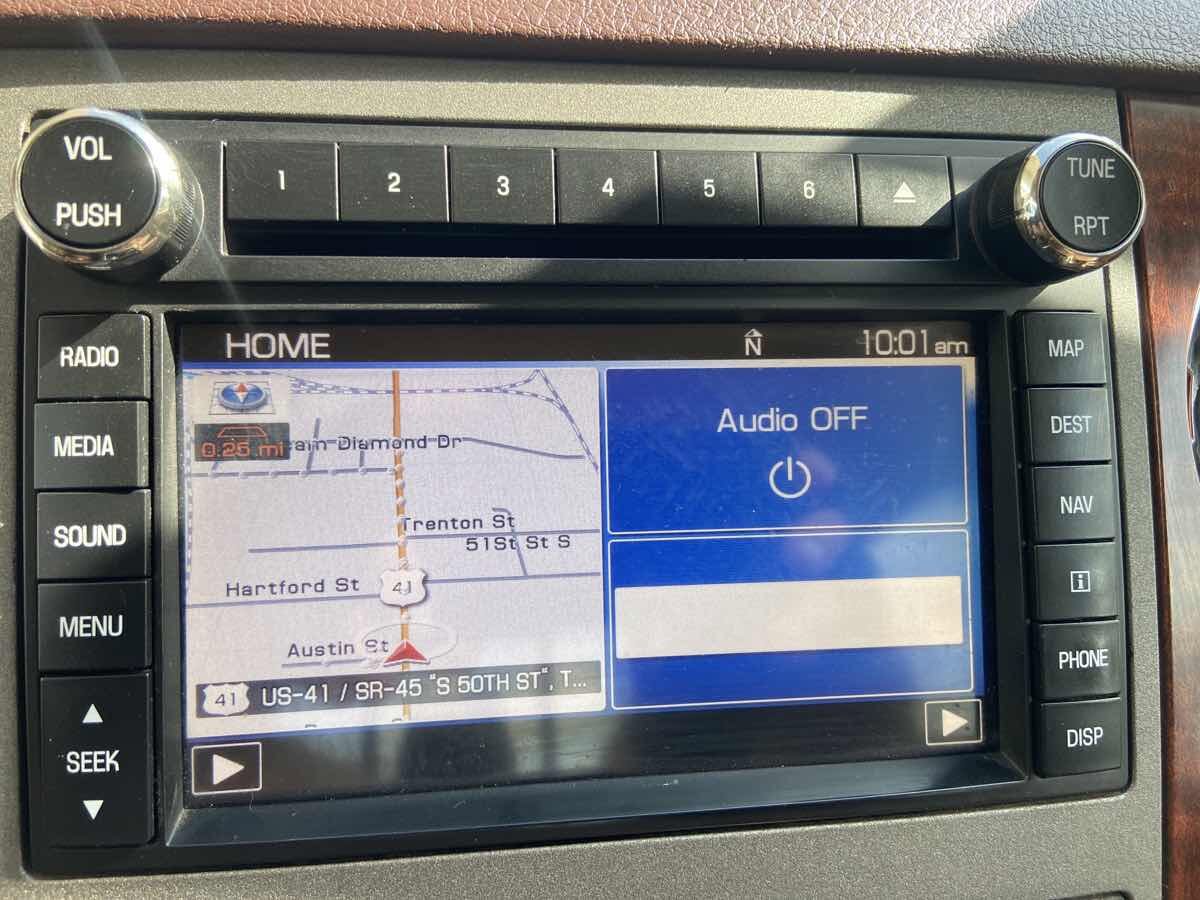 VOL
PUSH
1 2 3 4 5 6
TUNE
RPT
RADIO
MEDIA
SOUND
MENU
SEEK
HOME N 10:01 am
0.25 mi
Diamond Dr
Trenton St
51St St S
Hartford St
41
Austin St
41 US-41 / SR-45 "S 50TH ST", T...
Audio OFF
MAP
DEST
NAV
i
PHONE
DISP